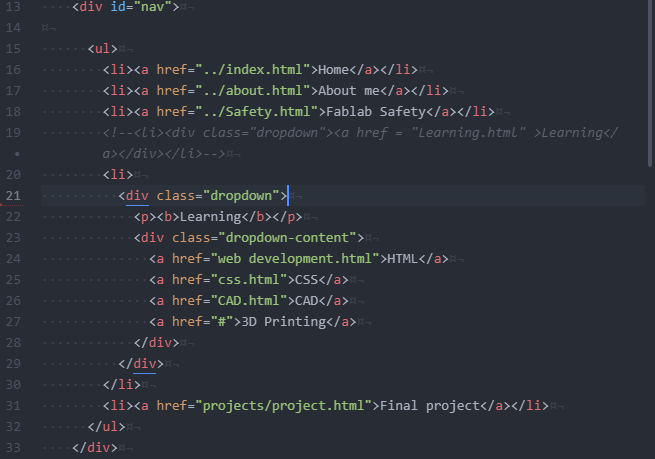 13 <div id="nav">
14
15 <ul>
16 <li><a href="../index.html">Home</a></li>
17 <li><a href="../about.html">About me</a></li>
18 <li><a href="../Safety.html">Fablab Safety</a></li>
19 <!--<li><div class="dropdown"><a href = "Learning.html" >Learning</
• a></div></li>-->
20 <li>
21 <div class="dropdown">
22 <p><b>Learning</b></p>
23 <div class="dropdown-content">
24 <a href="web development.html">HTML</a>
25 <a href="css.html">CSS</a>
26 <a href="CAD.html">CAD</a>
27 <a href="#">3D Printing</a>
28 </div>
29 </div>
30 </li>
31 <li><a href="projects/project.html">Final project</a></li>
32 </ul>
33 </div>